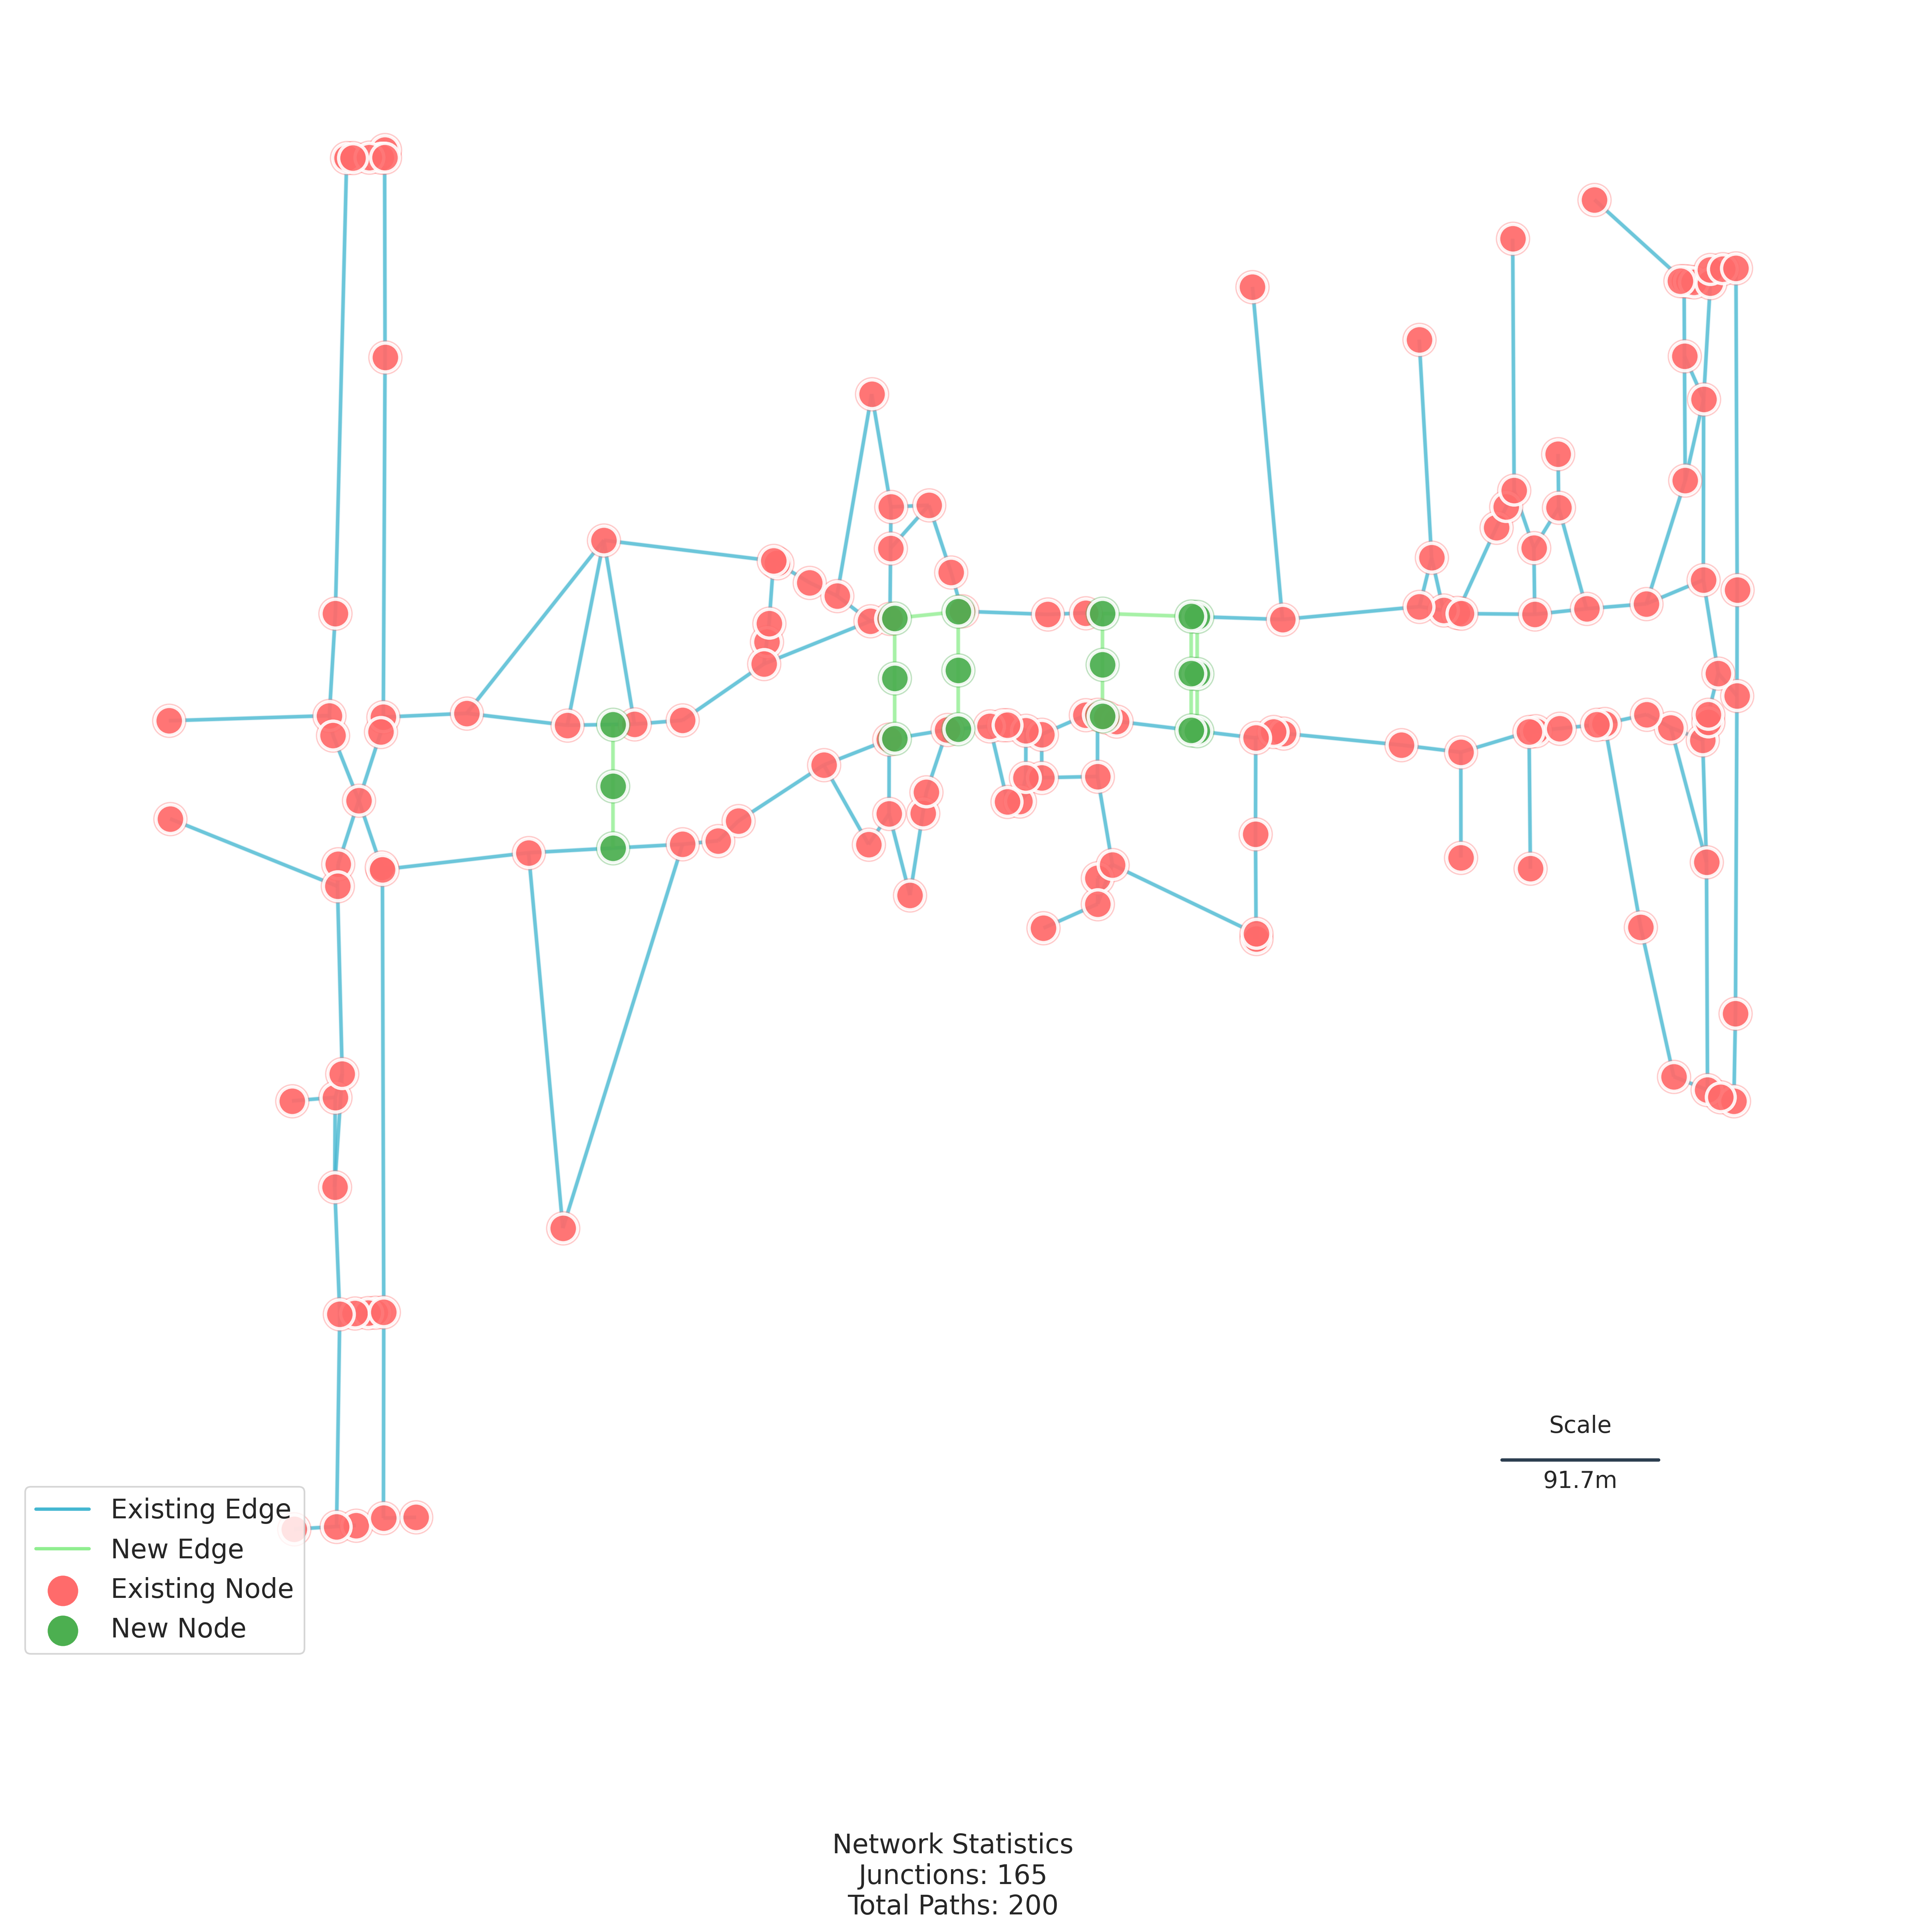 Scale
91.7m
Existing Edge
New Edge
Existing Node
New Node
Network Statistics
Junctions: 165
Total Paths: 200